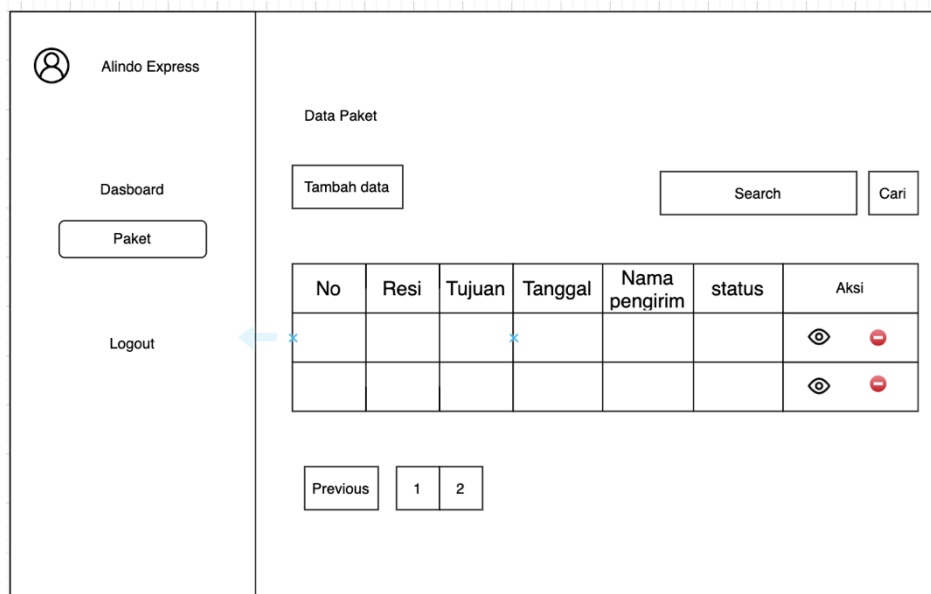 Alindo Express
Dasboard
Paket
Logout
Data Paket
Tambah data
Search
Cari
No
Resi
Tujuan
Tanggal
Nama
pengirim
status
Aksi
Previous
1
2